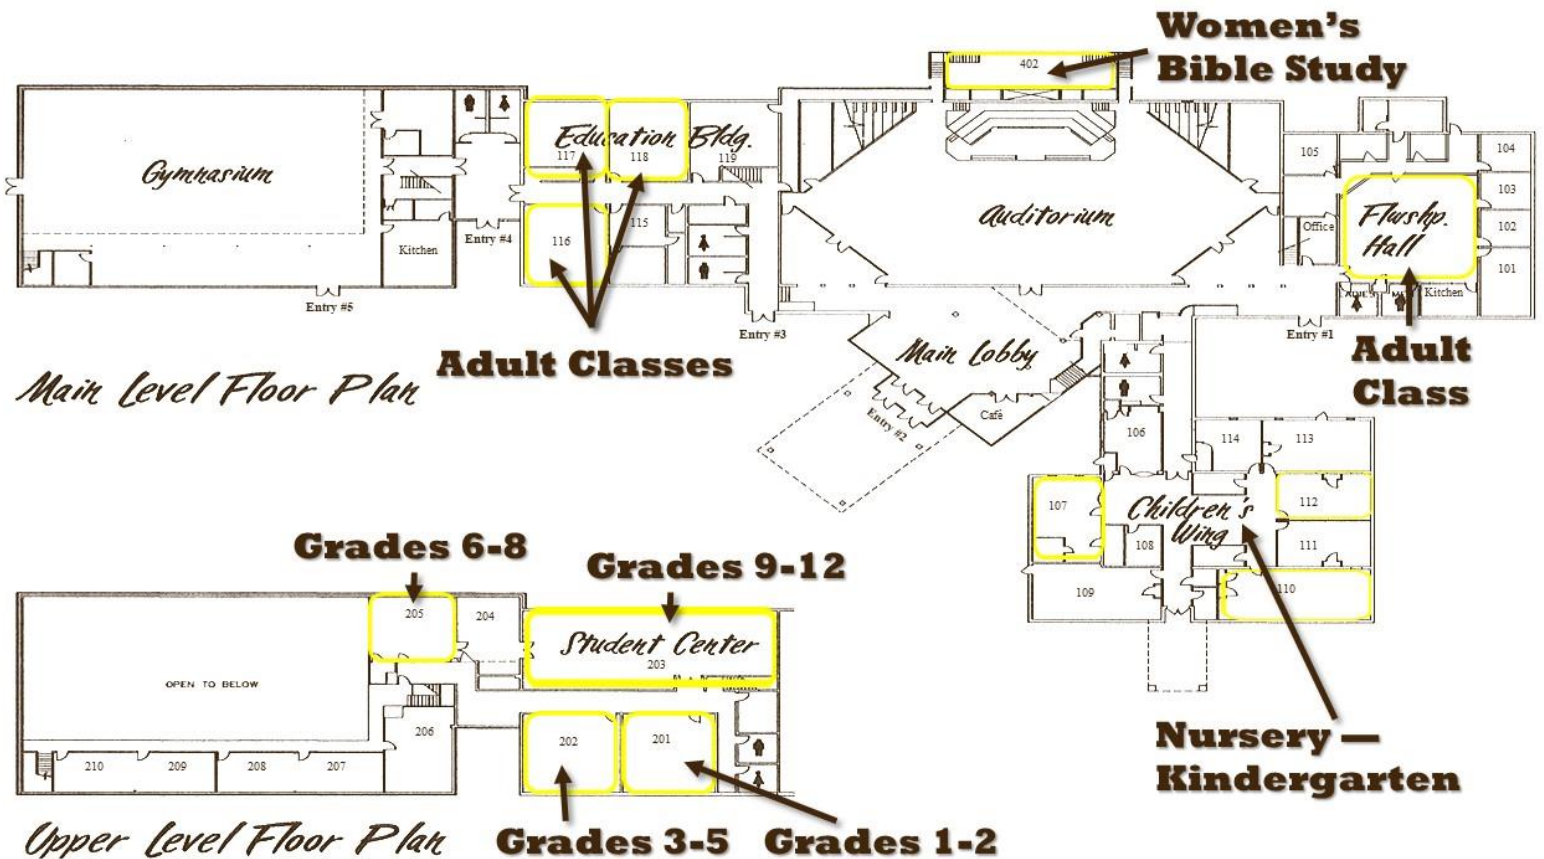 Women's
Bible Study
402
Gymnasium
Education Bldg.
117
118
119
105
104
103
102
101
Auditorium
Flwshp.
Hall
Office
Kitchen
Entry #4
116
115
Entry #5
Entry #3
Kitchen
Entry #1
Adult Classes
Main Lobby
Adult
Class
Main Level Floor Plan
Café
Entry #2
106
114
113
107
112
Children's
Wing
108
111
109
110
Grades 6-8
Grades 9-12
205
204
Student Center
203
OPEN TO BELOW
206
202
201
210
209
208
207
Nursery —
Kindergarten
Upper Level Floor Plan
Grades 3-5
Grades 1-2